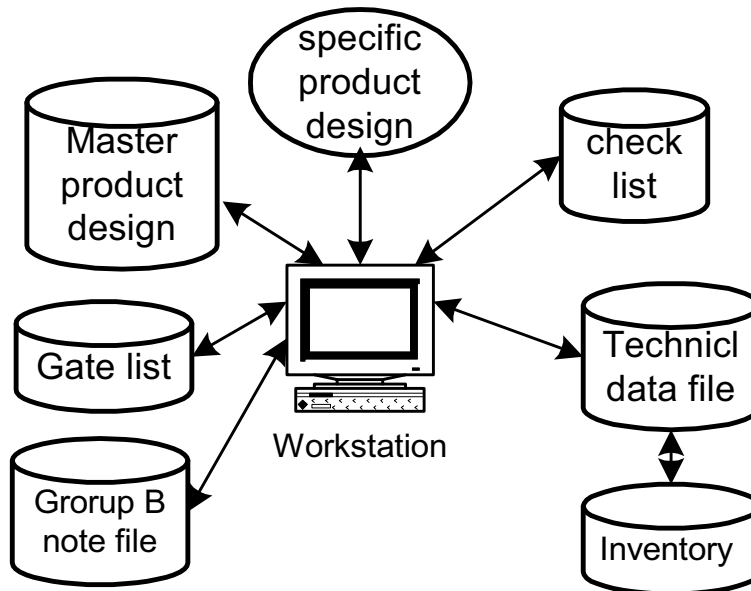 specific
product
design
Master
product
design
check
list
Gate list
Technicl
data file
Workstation
Grorup B
note file
Inventory